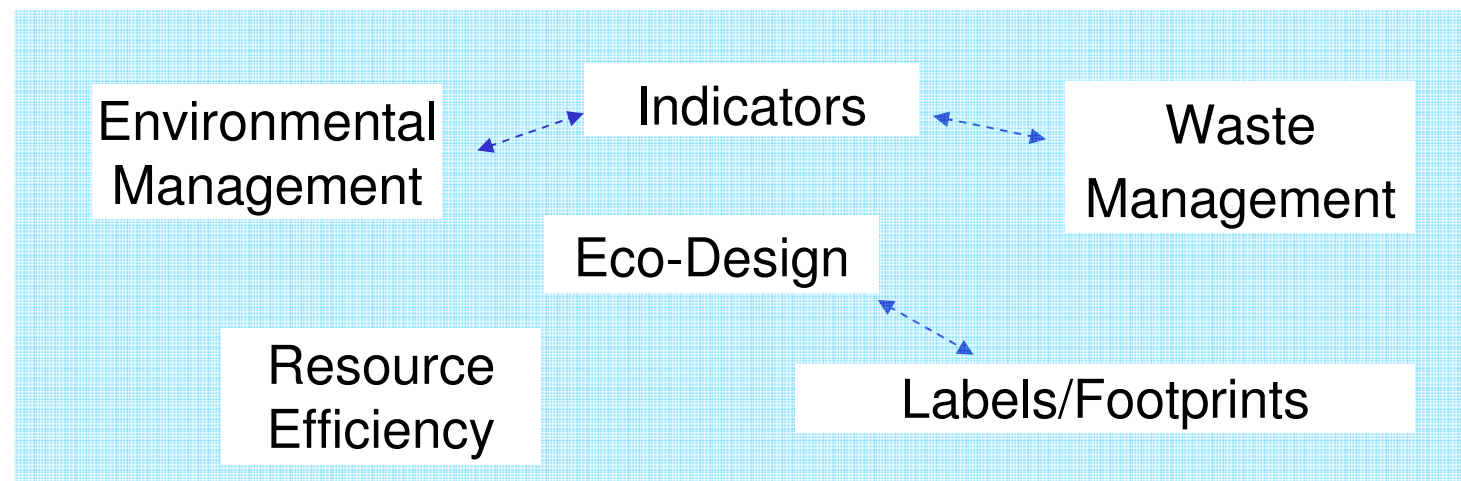 Environmental
Management
Indicators
Waste
Management
Eco-Design
Resource
Efficiency
Labels/Footprints